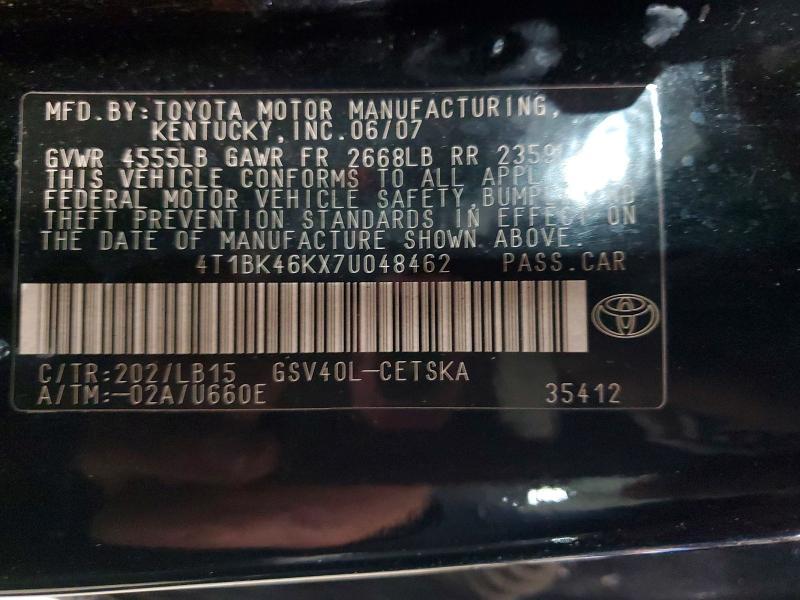 MFD.BY:TOYOTA MOTOR MANUFACTURING,
KENTUCKY,INC.06/07
GVWR 4555LB GAWR FR 2668LB RR
THIS VEHICLE CONFORMS TO ALL
FEDERAL MOTOR VEHICLE SAFETY,
THEFT PREVENTION STANDARDS IN EFFECT ON
THE DATE OF MANUFACTURE SHOWN ABOVE.
4T1BK46KX7U048462 PASS.CAR
C/TR:202/LB15 GSV40L-CETSKA
A/TM:-02A/U660E 35412